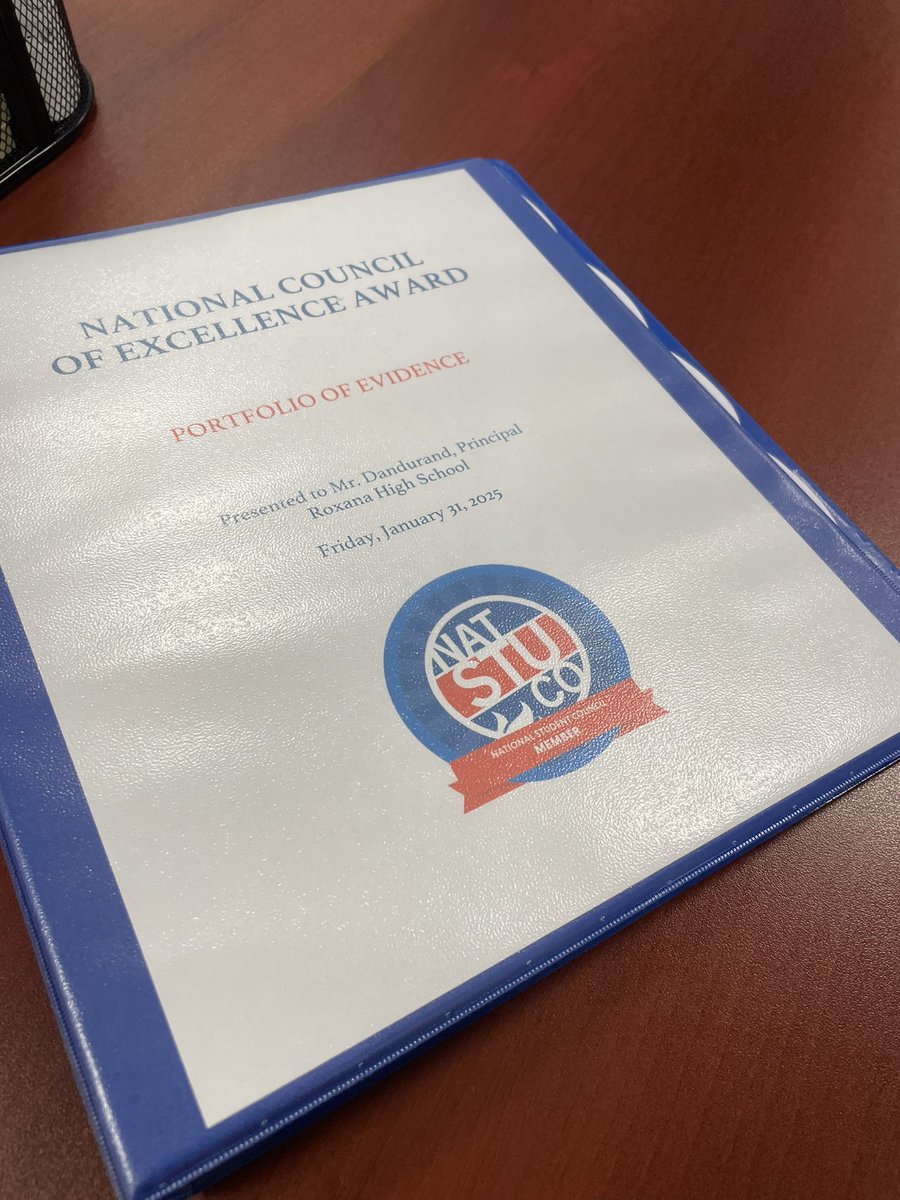 NATIONAL COUNCIL
OF EXCELLENCE AWARD
PORTFOLIO OF EVIDENCE
Presented to Mr. Dandurand, Principal
Roxana High School
Friday, January 31, 2025
NAT
STU
CO
NATIONAL STUDENT COUNCIL
MEMBER